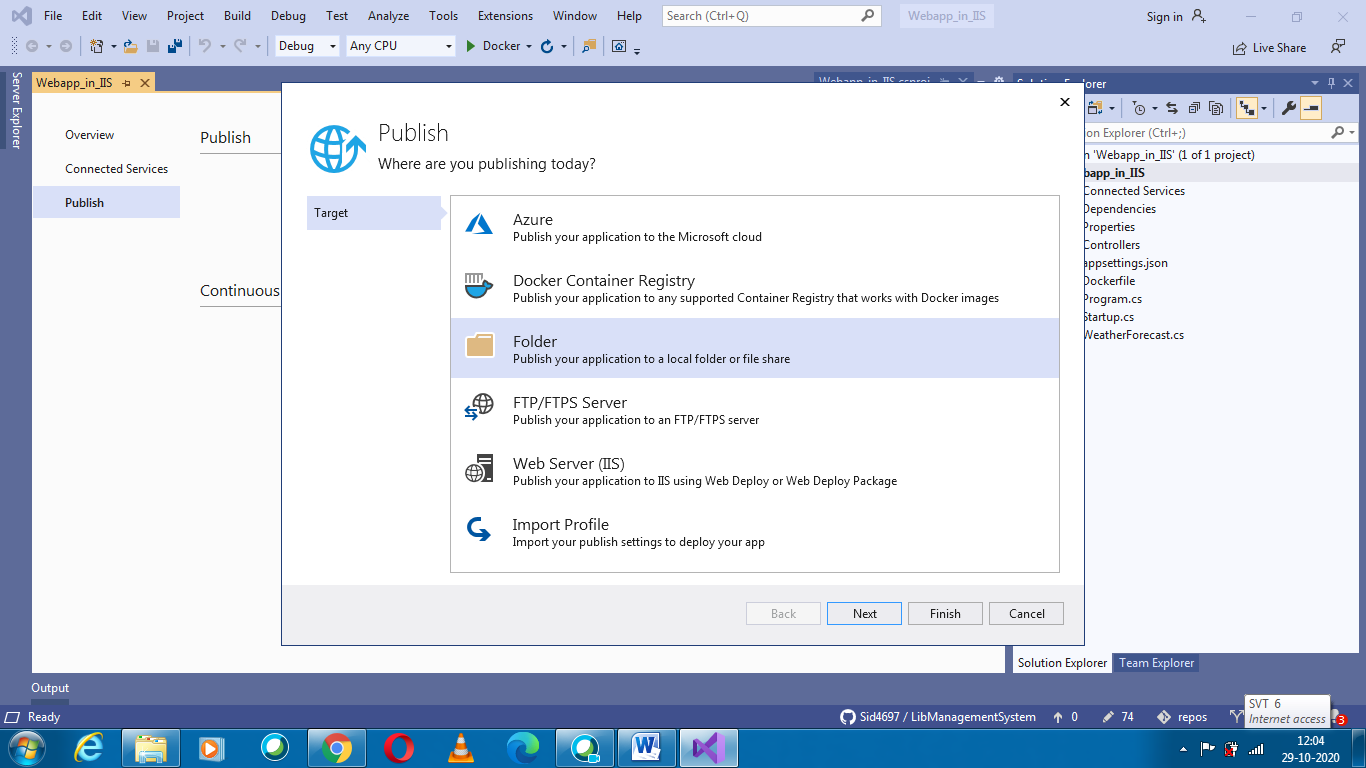 File Edit View Project Build Debug Test Analyze Tools Extensions Window Help Search (Ctrl+Q) Webapp_in_IIS Sign in
Debug Any CPU Docker Live Share
Server Explorer
Webapp_in_IIS
Webapp_in_IIS.csproj
Solution Explorer
Overview
Connected Services
Publish
Publish
Continuous
Publish
Where are you publishing today?
Target
Azure
Publish your application to the Microsoft cloud
Docker Container Registry
Publish your application to any supported Container Registry that works with Docker images
Folder
Publish your application to a local folder or file share
FTP/FTPS Server
Publish your application to an FTP/FTPS server
Web Server (IIS)
Publish your application to IIS using Web Deploy or Web Deploy Package
Import Profile
Import your publish settings to deploy your app
Back Next Finish Cancel
on Explorer (Ctrl+;)
n 'Webapp_in_IIS' (1 of 1 project)
bapp_in_IIS
Connected Services
Dependencies
Properties
Controllers
appsettings.json
Dockerfile
Program.cs
Startup.cs
WeatherForecast.cs
Solution Explorer Team Explorer
Output
Ready Sid4697 / LibManagementSystem 0 74 repos 3
SVT 6
Internet access
12:04
29-10-2020